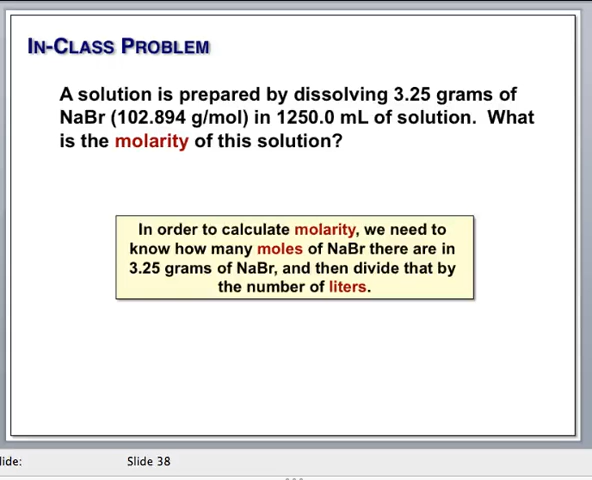 IN-CLASS PROBLEM
A solution is prepared by dissolving 3.25 grams of
NaBr (102.894 g/mol) in 1250.0 mL of solution.  What
is the molarity of this solution?
In order to calculate molarity, we need to
know how many moles of NaBr there are in
3.25 grams of NaBr, and then divide that by
the number of liters.
lide:
Slide 38